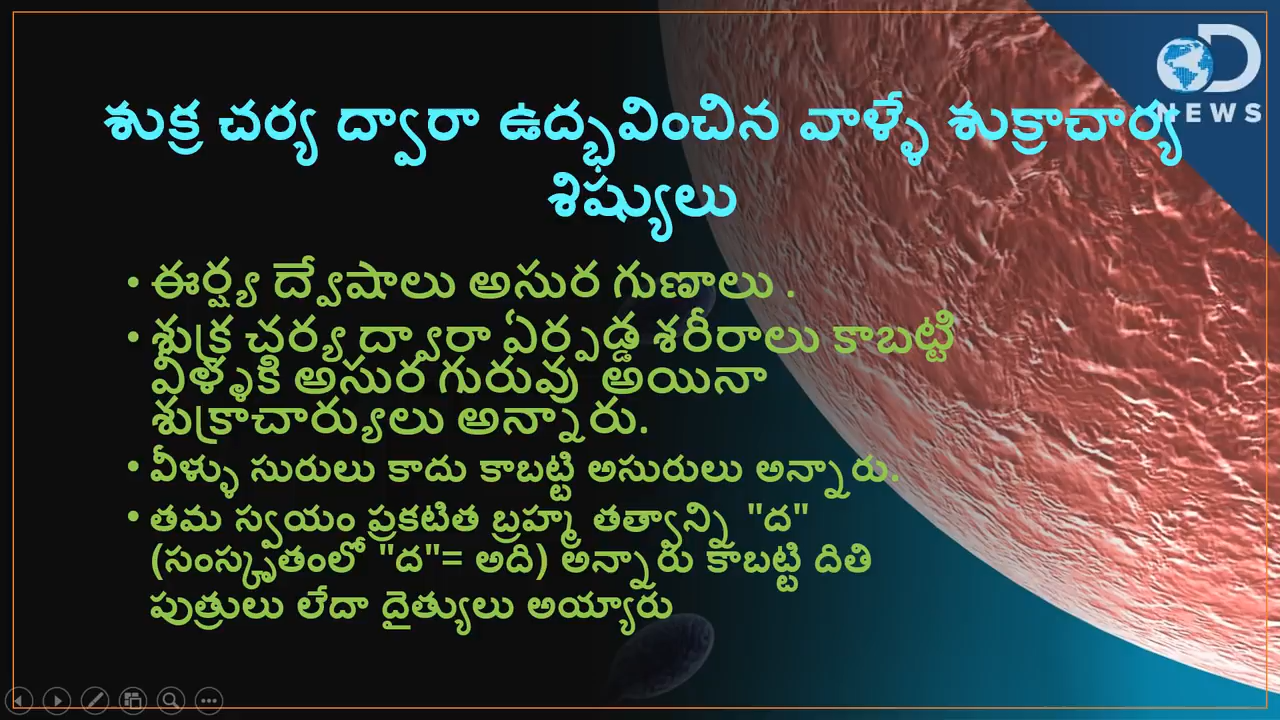 శుక్ర చర్య ద్వారా ఉద్భవించిన వాళ్ళే శుక్రాచార్య
శిష్యులు
• ఈర్ష్య ద్వేషాలు అసుర గుణాలు .
• శుక్ర చర్య ద్వారా ఏర్పడ్డ శరీరాలు కాబట్టి
వీళ్ళకి అసుర గురువు అయినా
శుక్రాచార్యులు అన్నారు.
• వీళ్ళు సురులు కాదు కాబట్టి అసురులు అన్నారు.
• తమ స్వయం ప్రకటిత బ్రహ్మ తత్వాన్ని "ద"
(సంస్కృతంలో "ద"= అది) అన్నారు కాబట్టి దితి
పుత్రులు లేదా దైత్యులు అయ్యారు
D
NEWS